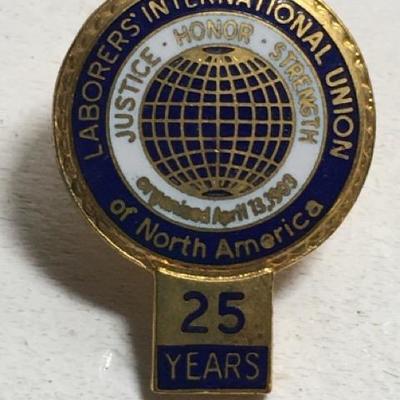 LABORERS' INTERNATIONAL UNION
of North America
JUSTICE · HONOR · STRENGTH
organized April 13, 1903
25
YEARS